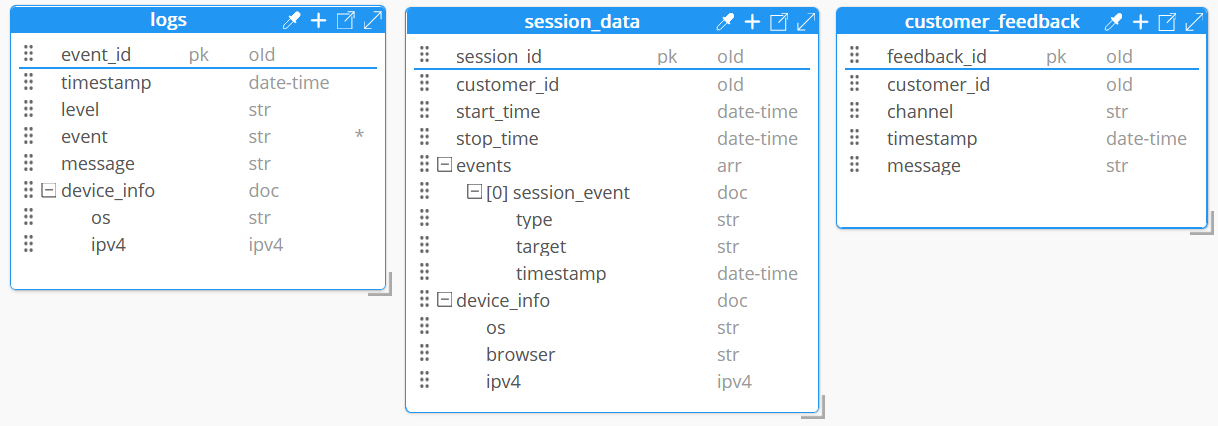 logs
event_id pk oId
timestamp date-time
level str
event str *
message str
device_info doc
os str
ipv4 ipv4
session_data
session id pk oId
customer_id oId
start_time date-time
stop_time date-time
events arr
[0] session_event doc
type str
target str
timestamp date-time
device_info doc
os str
browser str
ipv4 ipv4
customer_feedback
feedback_id pk oId
customer_id oId
channel str
timestamp date-time
message str